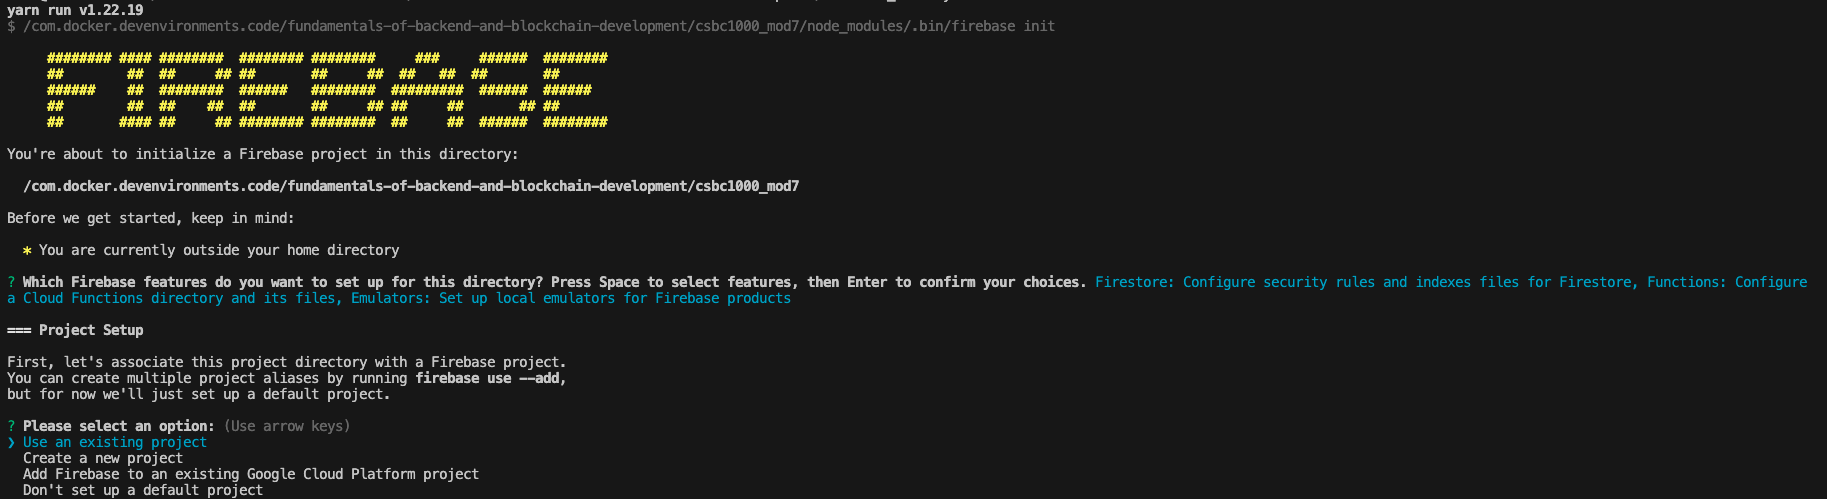 yarn run v1.22.19
$ /com.docker.devenvironments.code/fundamentals-of-backend-and-blockchain-development/csbc1000_mod7/node_modules/.bin/firebase init
FIREBASE
You're about to initialize a Firebase project in this directory:
/com.docker.devenvironments.code/fundamentals-of-backend-and-blockchain-development/csbc1000_mod7
Before we get started, keep in mind:
* You are currently outside your home directory
? Which Firebase features do you want to set up for this directory? Press Space to select features, then Enter to confirm your choices. Firestore: Configure security rules and indexes files for Firestore, Functions: Configure
a Cloud Functions directory and its files, Emulators: Set up local emulators for Firebase products
=== Project Setup
First, let's associate this project directory with a Firebase project.
You can create multiple project aliases by running firebase use --add,
but for now we'll just set up a default project.
? Please select an option: (Use arrow keys)
❯ Use an existing project
Create a new project
Add Firebase to an existing Google Cloud Platform project
Don't set up a default project